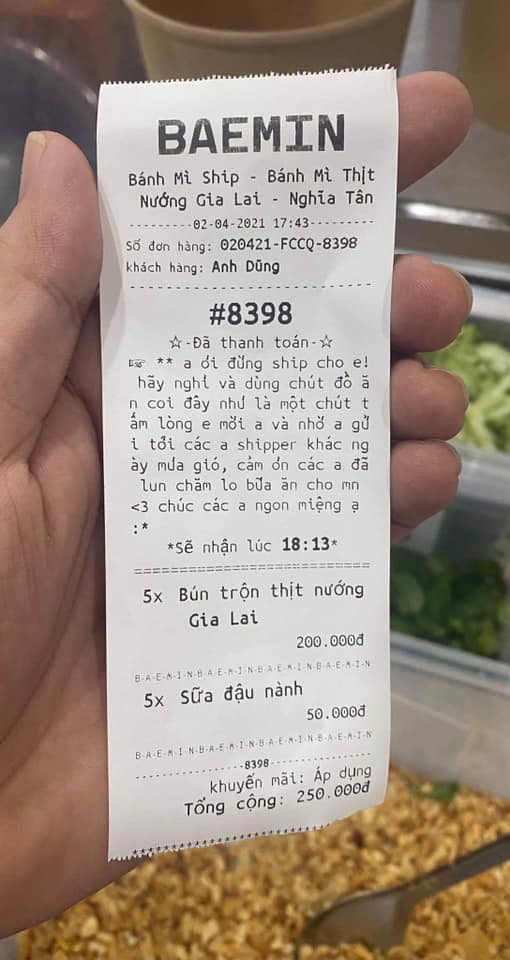 BAEMIN
Bánh Mì Ship - Bánh Mì Thịt
Nướng Gia Lai - Nghĩa Tân
---------02-04-2021 17:43---------
Số đơn hàng: 020421-FCCQ-8398
khách hàng: Anh Dũng
--------------------------
#8398
☆-Đã thanh toán-☆
☞ ** a ơi đừng ship cho e!
hãy nghỉ và dùng chút đồ ă
n coi đây như là một chút t
ấm lòng e mời a và nhờ a gử
i tới các a shipper khác ng
ày mưa gió, cảm ơn các a đã
lun chăm lo bữa ăn cho mn
<3 chúc các a ngon miệng ạ
:*
*Sẽ nhận lúc 18:13*
===========================
5x Bún trộn thịt nướng
Gia Lai
200.000đ
B-A-E-M-I-N-B-A-E-M-I-N-B-A-E-M-I-N-B-A-E-M-I-N
5x Sữa đậu nành
50.000đ
B-A-E-M-I-N-B-A-E-M-I-N-B-A-E-M-I-N-B-A-E-M-I-N
---------------8398---------------
khuyến mãi: Áp dụng
Tổng cộng: 250.000đ
******************************